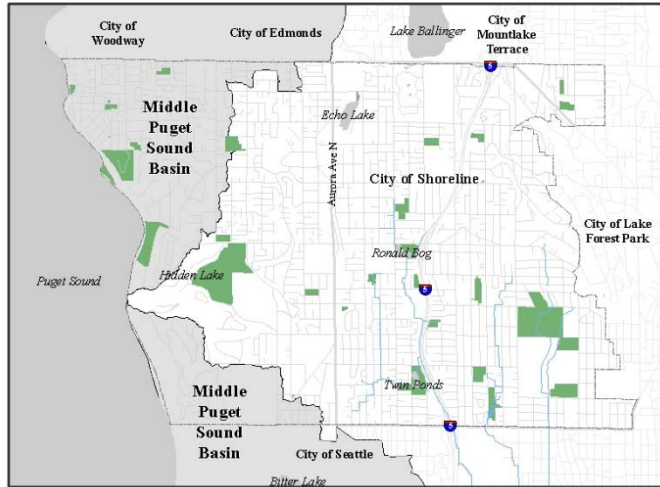 City of
Woodway
City of Edmonds
Lake Ballinger
City of
Mountlake
Terrace
5
Middle
Puget
Sound
Basin
Echo Lake
Aurora Ave N
City of Shoreline
City of Lake
Forest Park
Ronald Bog
Puget Sound
Hidden Lake
5
Twin Ponds
Middle
Puget
Sound
Basin
5
City of Seattle
Bitter Lake